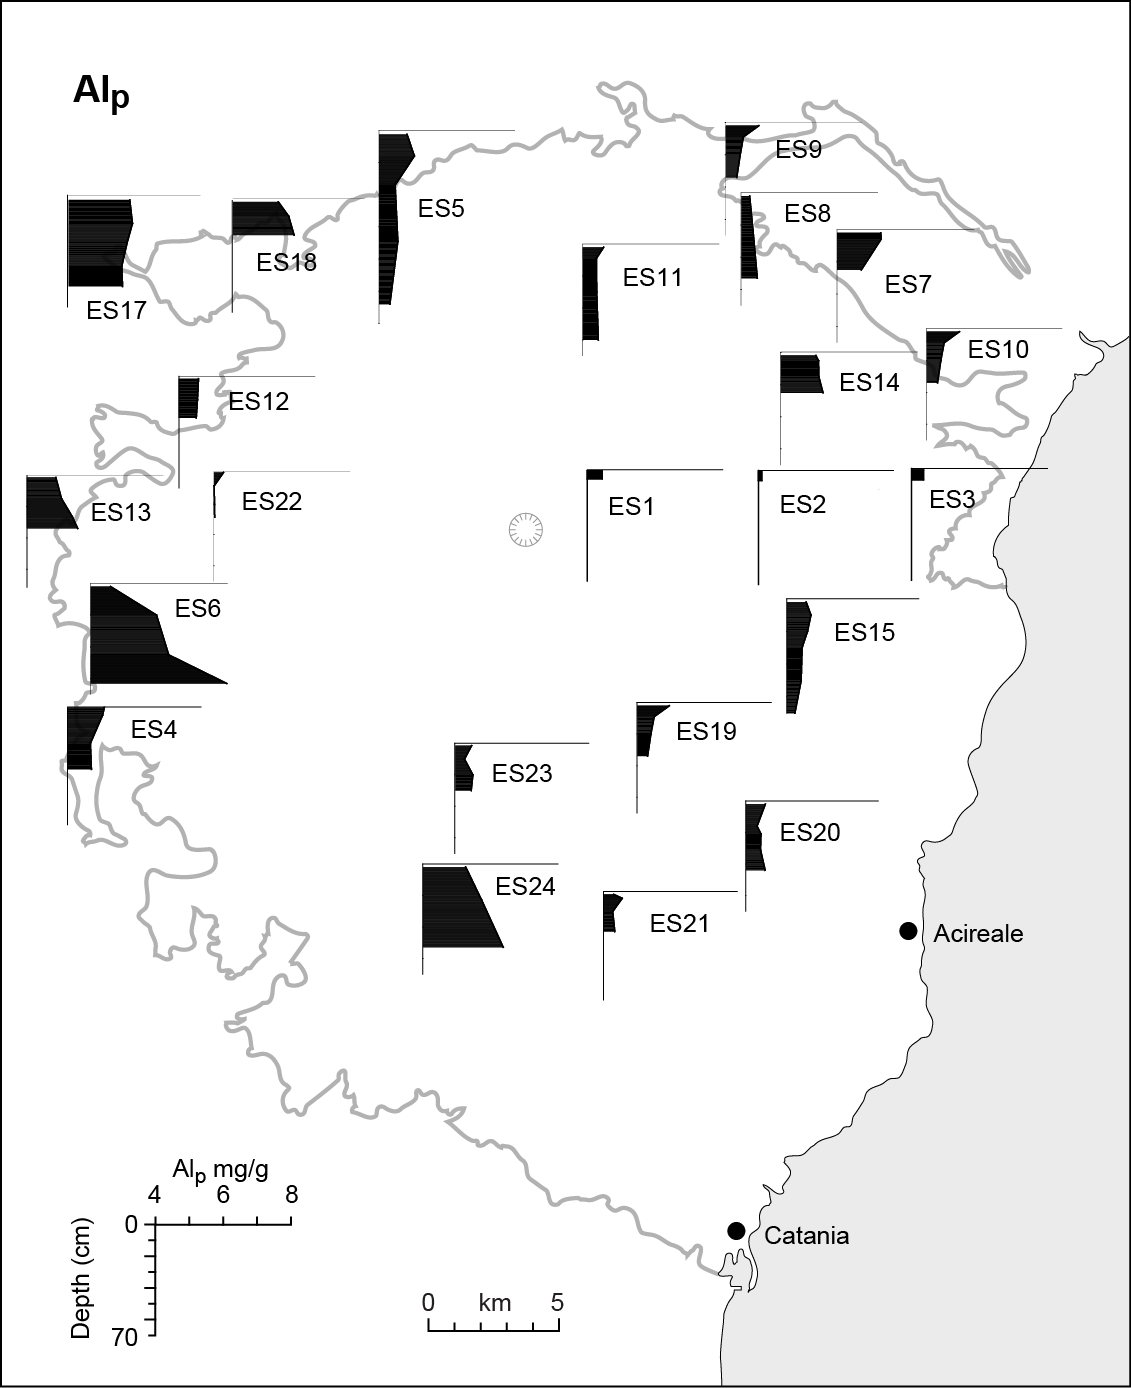 Alp
ES9
ES5
ES8
ES18
ES11
ES7
ES17
ES10
ES14
ES12
ES13
ES22
ES1
ES2
ES3
ES6
ES15
ES4
ES19
ES23
ES20
ES24
ES21
Acireale
Alp mg/g
4 6 8
0
Depth (cm)
70
Catania
0 km 5